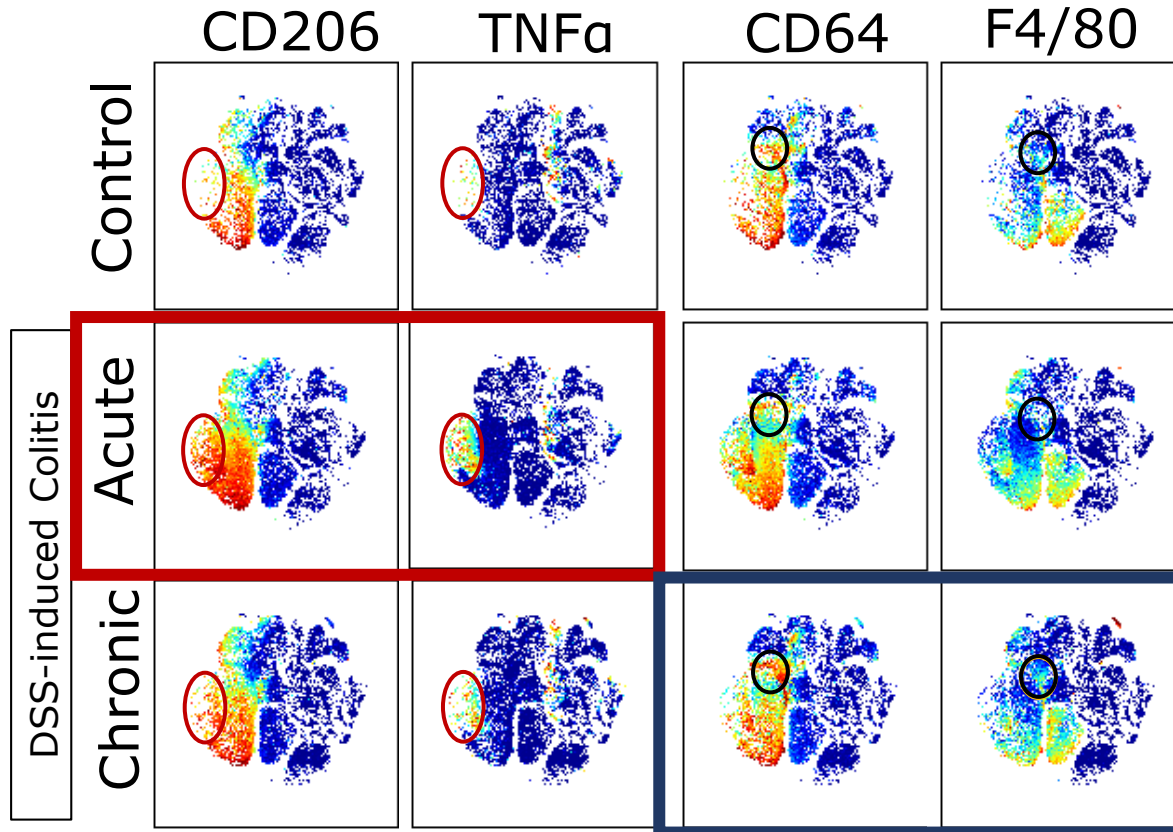 CD206 TNFα CD64 F4/80
Control
DSS-induced Colitis
Acute
Chronic